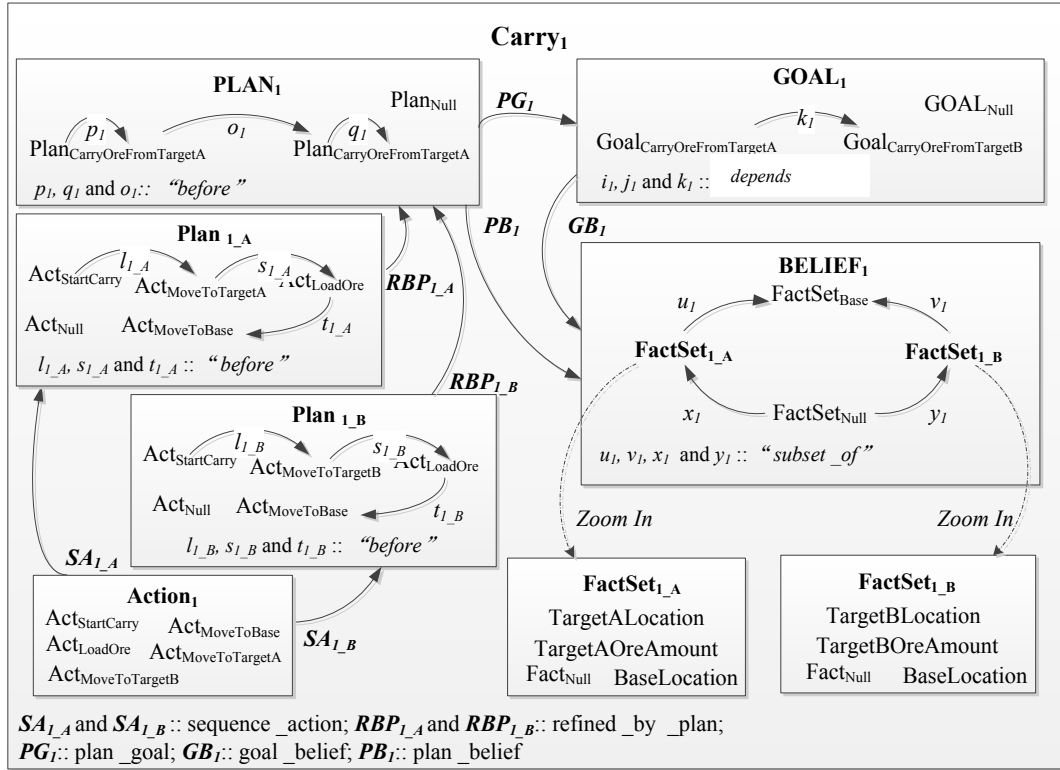 Carry1
PLAN1
PlanNull
p1
o1
q1
PlanCarryOreFromTargetA
PlanCarryOreFromTargetA
p1, q1 and o1:: “before”
PG1
GOAL1
GOALNull
k1
GoalCarryOreFromTargetA
GoalCarryOreFromTargetB
i1, j1 and k1 :: depends
PB1
GB1
Plan 1_A
l1_A
s1_A
ActStartCarry
ActMoveToTargetA
ActLoadOre
ActNull
ActMoveToBase
t1_A
l1_A, s1_A and t1_A :: “before”
RBP1_A
RBP1_B
BELIEF1
FactSetBase
u1
v1
FactSet1_A
FactSet1_B
x1
FactSetNull
y1
u1, v1, x1 and y1 :: “subset _of”
Plan 1_B
l1_B
s1_B
ActStartCarry
ActMoveToTargetB
ActLoadOre
ActNull
ActMoveToBase
t1_B
l1_B, s1_B and t1_B :: “before”
Zoom In
Zoom In
SA1_A
SA1_B
Action1
ActStartCarry
ActMoveToBase
ActLoadOre
ActMoveToTargetA
ActMoveToTargetB
FactSet1_A
TargetALocation
TargetAOreAmount
FactNull BaseLocation
FactSet1_B
TargetBLocation
TargetBOreAmount
FactNull BaseLocation
SA1_A and SA1_B :: sequence _action; RBP1_A and RBP1_B:: refined _by _plan;
PG1:: plan _goal; GB1:: goal _belief; PB1:: plan _belief